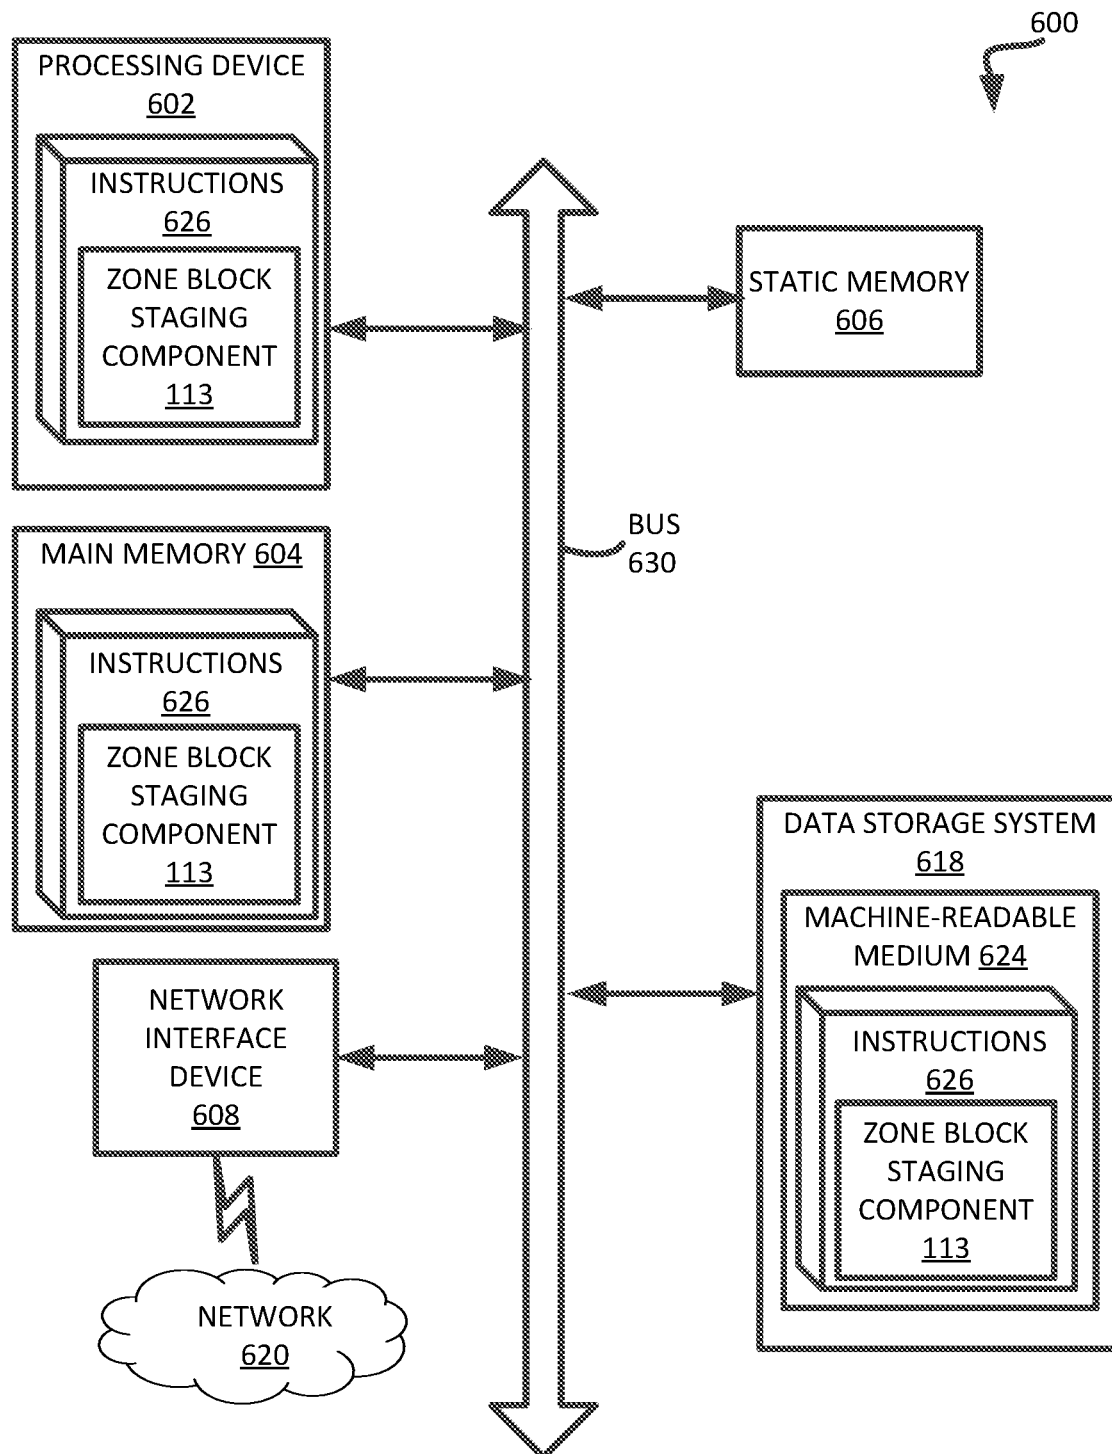 600
PROCESSING DEVICE
602
INSTRUCTIONS
626
ZONE BLOCK
STAGING
COMPONENT
113
STATIC MEMORY
606
BUS
630
MAIN MEMORY 604
INSTRUCTIONS
626
ZONE BLOCK
STAGING
COMPONENT
113
DATA STORAGE SYSTEM
618
MACHINE-READABLE
MEDIUM 624
INSTRUCTIONS
626
ZONE BLOCK
STAGING
COMPONENT
113
NETWORK
INTERFACE
DEVICE
608
NETWORK
620